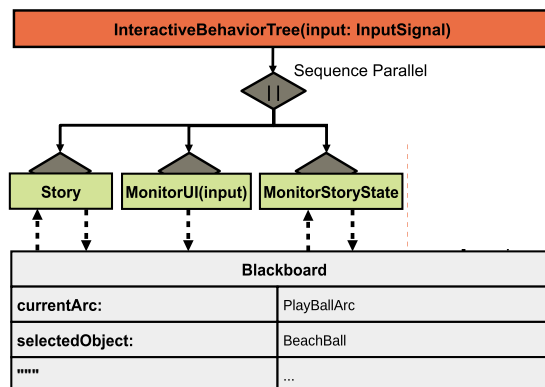 InteractiveBehaviorTree(input: InputSignal)
Sequence Parallel
||
Story
MonitorUI(input)
MonitorStoryState
Blackboard
currentArc: PlayBallArc
selectedObject: BeachBall
""" ...